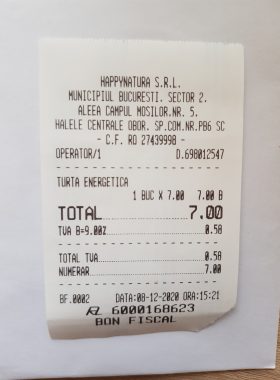 HAPPYNATURA S.R.L.
MUNICIPIUL BUCURESTI. SECTOR 2.
ALEEA CAMPUL MOSILOR.NR. 5.
HALELE CENTRALE OBOR. SP.COM.NR.PB6 SC
- C.F. RO 27439998 -
OPERATOR/1 D.698012547
TURTA ENERGETICA
1 BUC X 7.00 7.00 B
TOTAL 7.00
TVA B=9.00% 0.58
TOTAL TVA 0.58
NUMERAR 7.00
BF.0002 DATA:08-12-2020 ORA:15:21
6000168623
BON FISCAL